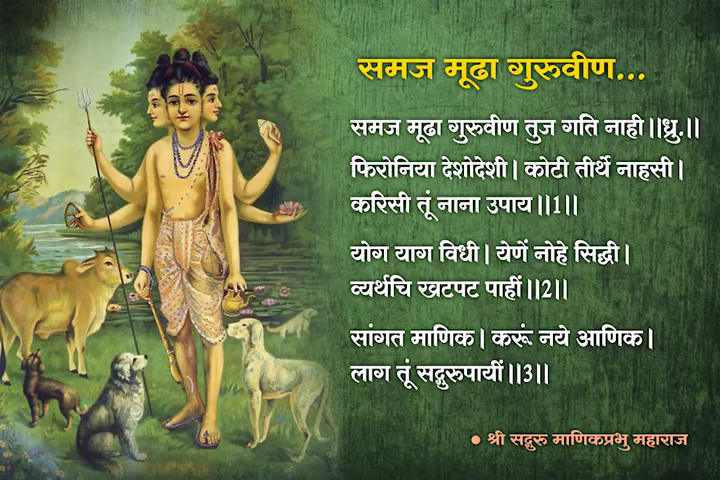 समज मूढा गुरुवीण...
समज मूढा गुरुवीण तुज गति नाही ||ध्रु.||
फिरोनिया देशोदेशी | कोटी तीर्थे नाहसी |
करिसी तूं नाना उपाय ||1||
योग याग विधी | येणें नोहे सिद्धी |
व्यर्थचि खटपट पाहीं ||2||
सांगत माणिक | करूं नये आणिक |
लाग तूं सद्गुरुपायीं ||3||
• श्री सद्गुरु माणिकप्रभु महाराज